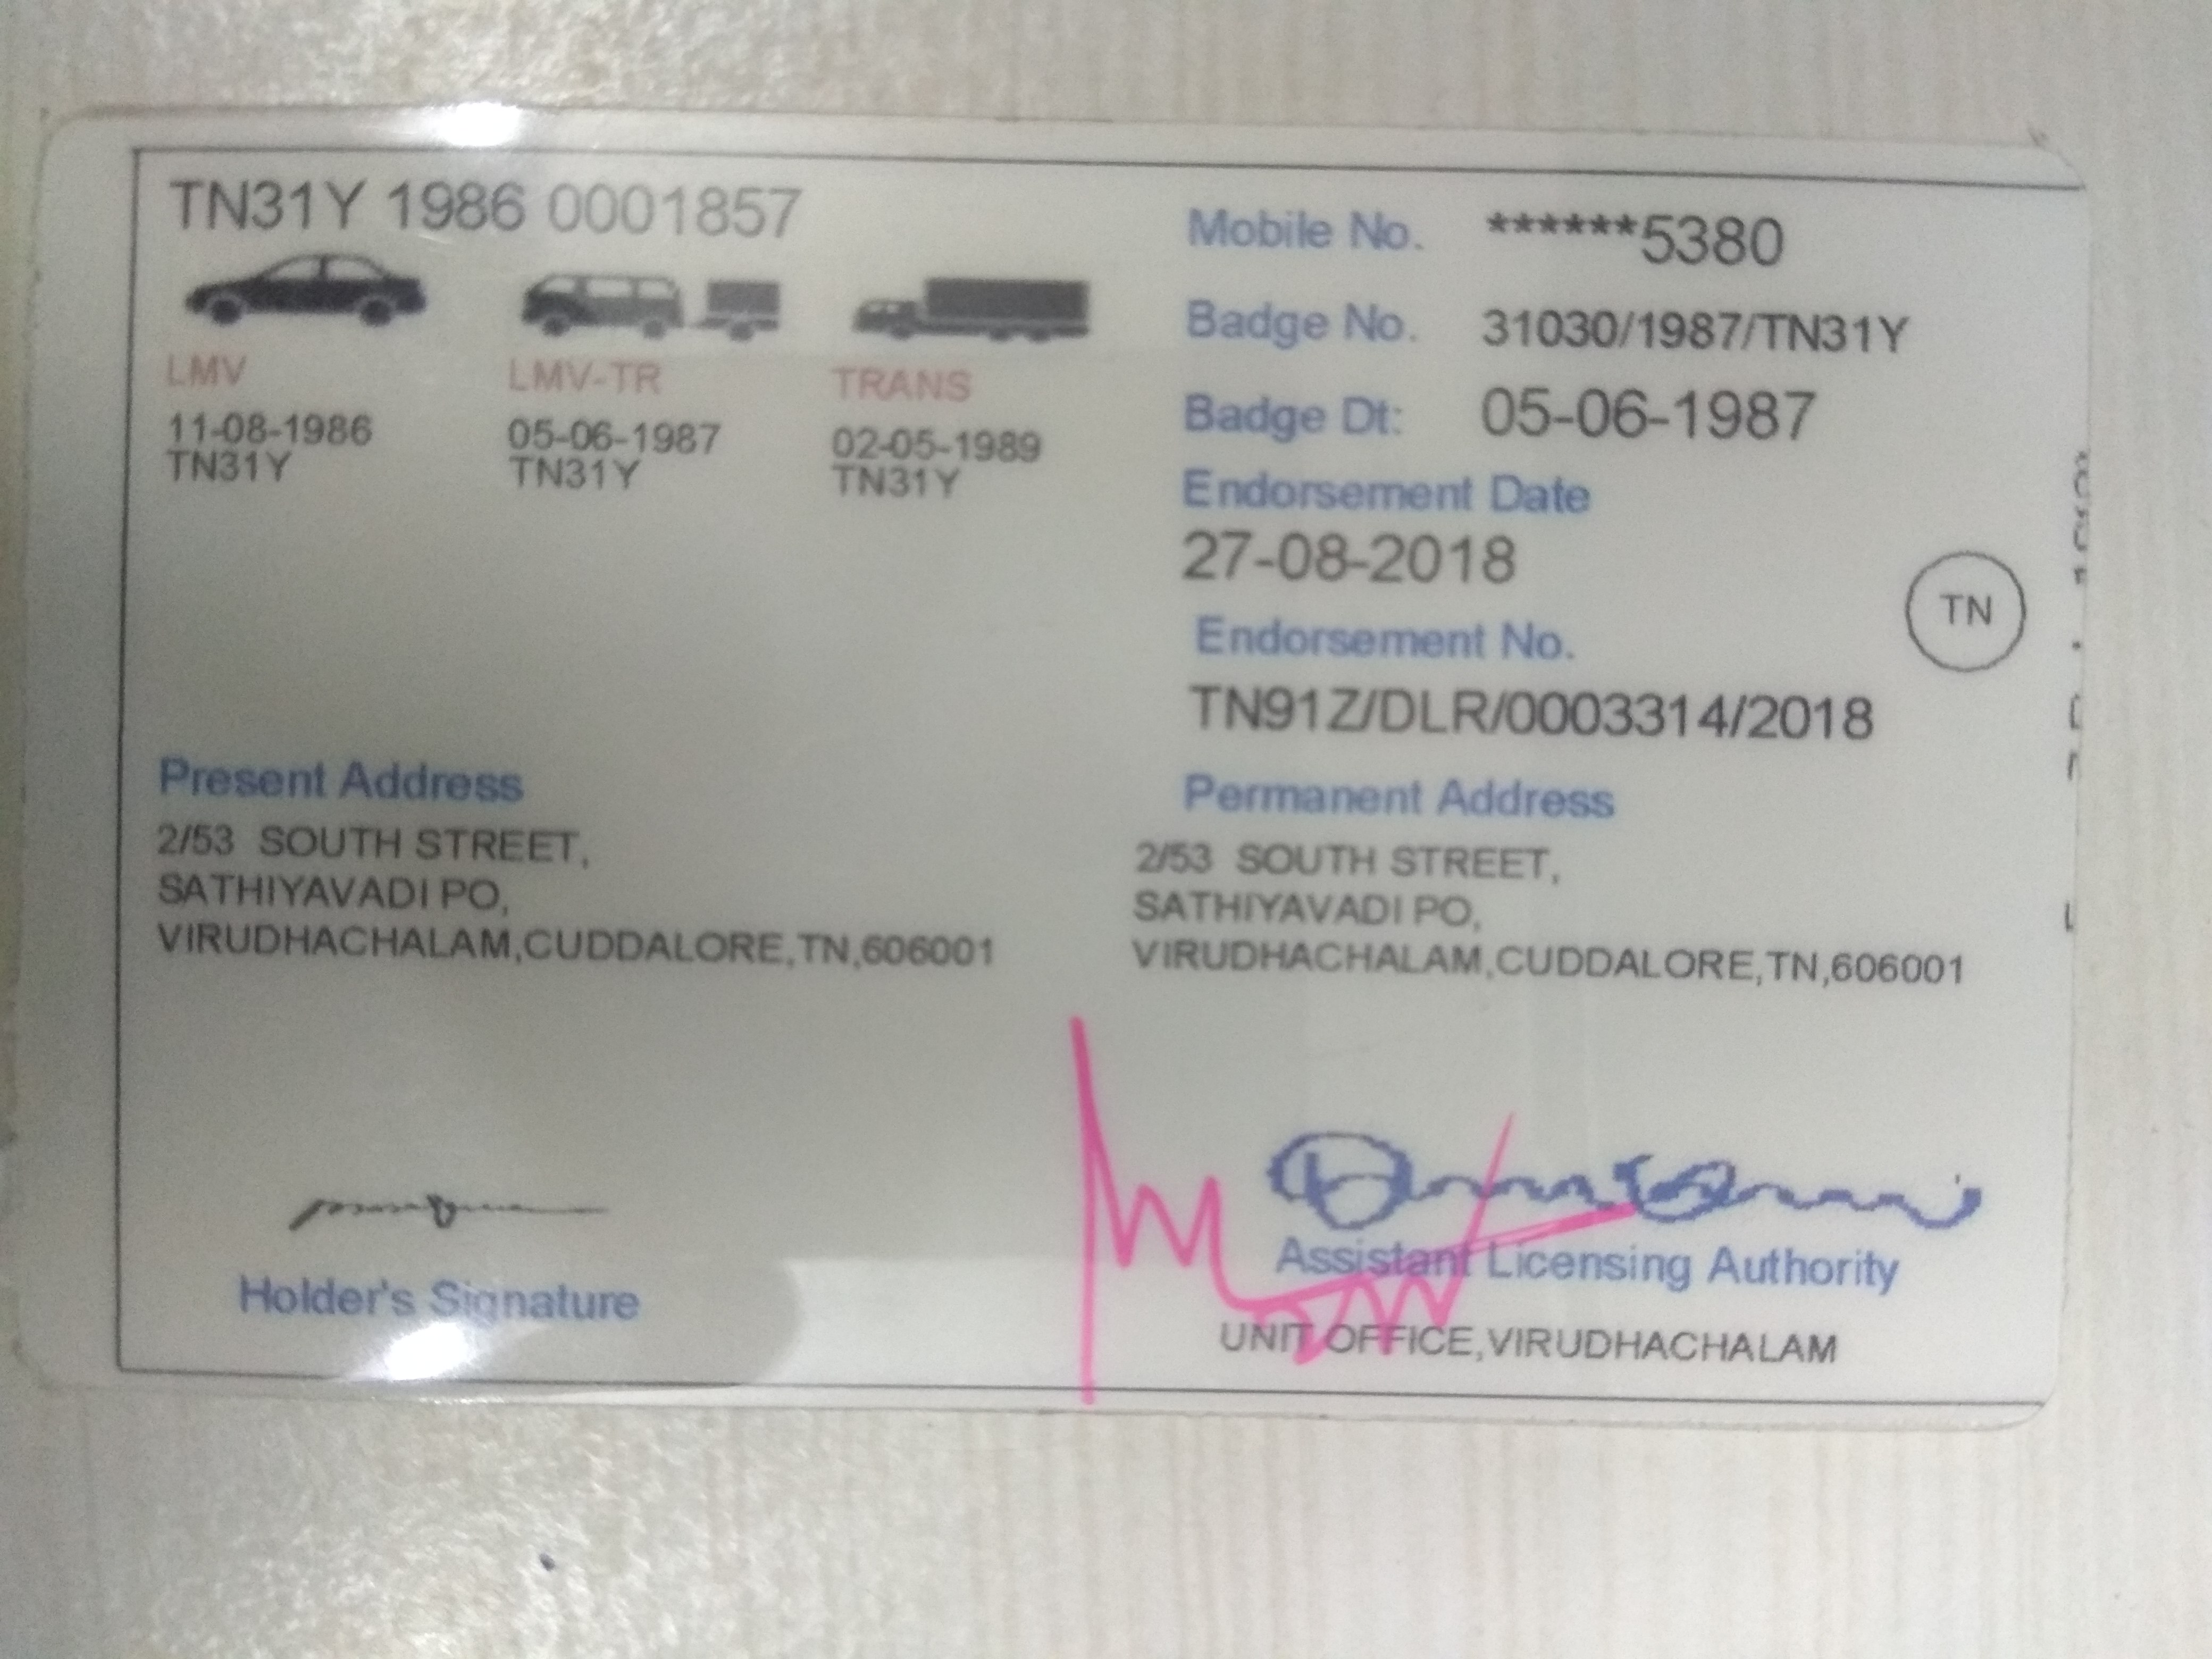 TN31Y 1986 0001857
LMV
11-08-1986
TN31Y
LMV-TR
05-06-1987
TN31Y
TRANS
02-05-1989
TN31Y
Mobile No. ******5380
Badge No. 31030/1987/TN31Y
Badge Dt: 05-06-1987
Endorsement Date
27-08-2018
Endorsement No.
TN91Z/DLR/0003314/2018
TN
Present Address
2/53 SOUTH STREET,
SATHIYAVADI PO,
VIRUDHACHALAM,CUDDALORE,TN,606001
Permanent Address
2/53 SOUTH STREET,
SATHIYAVADI PO,
VIRUDHACHALAM,CUDDALORE,TN,606001
Holder's Signature
Assistant Licensing Authority
UNIT OFFICE,VIRUDHACHALAM